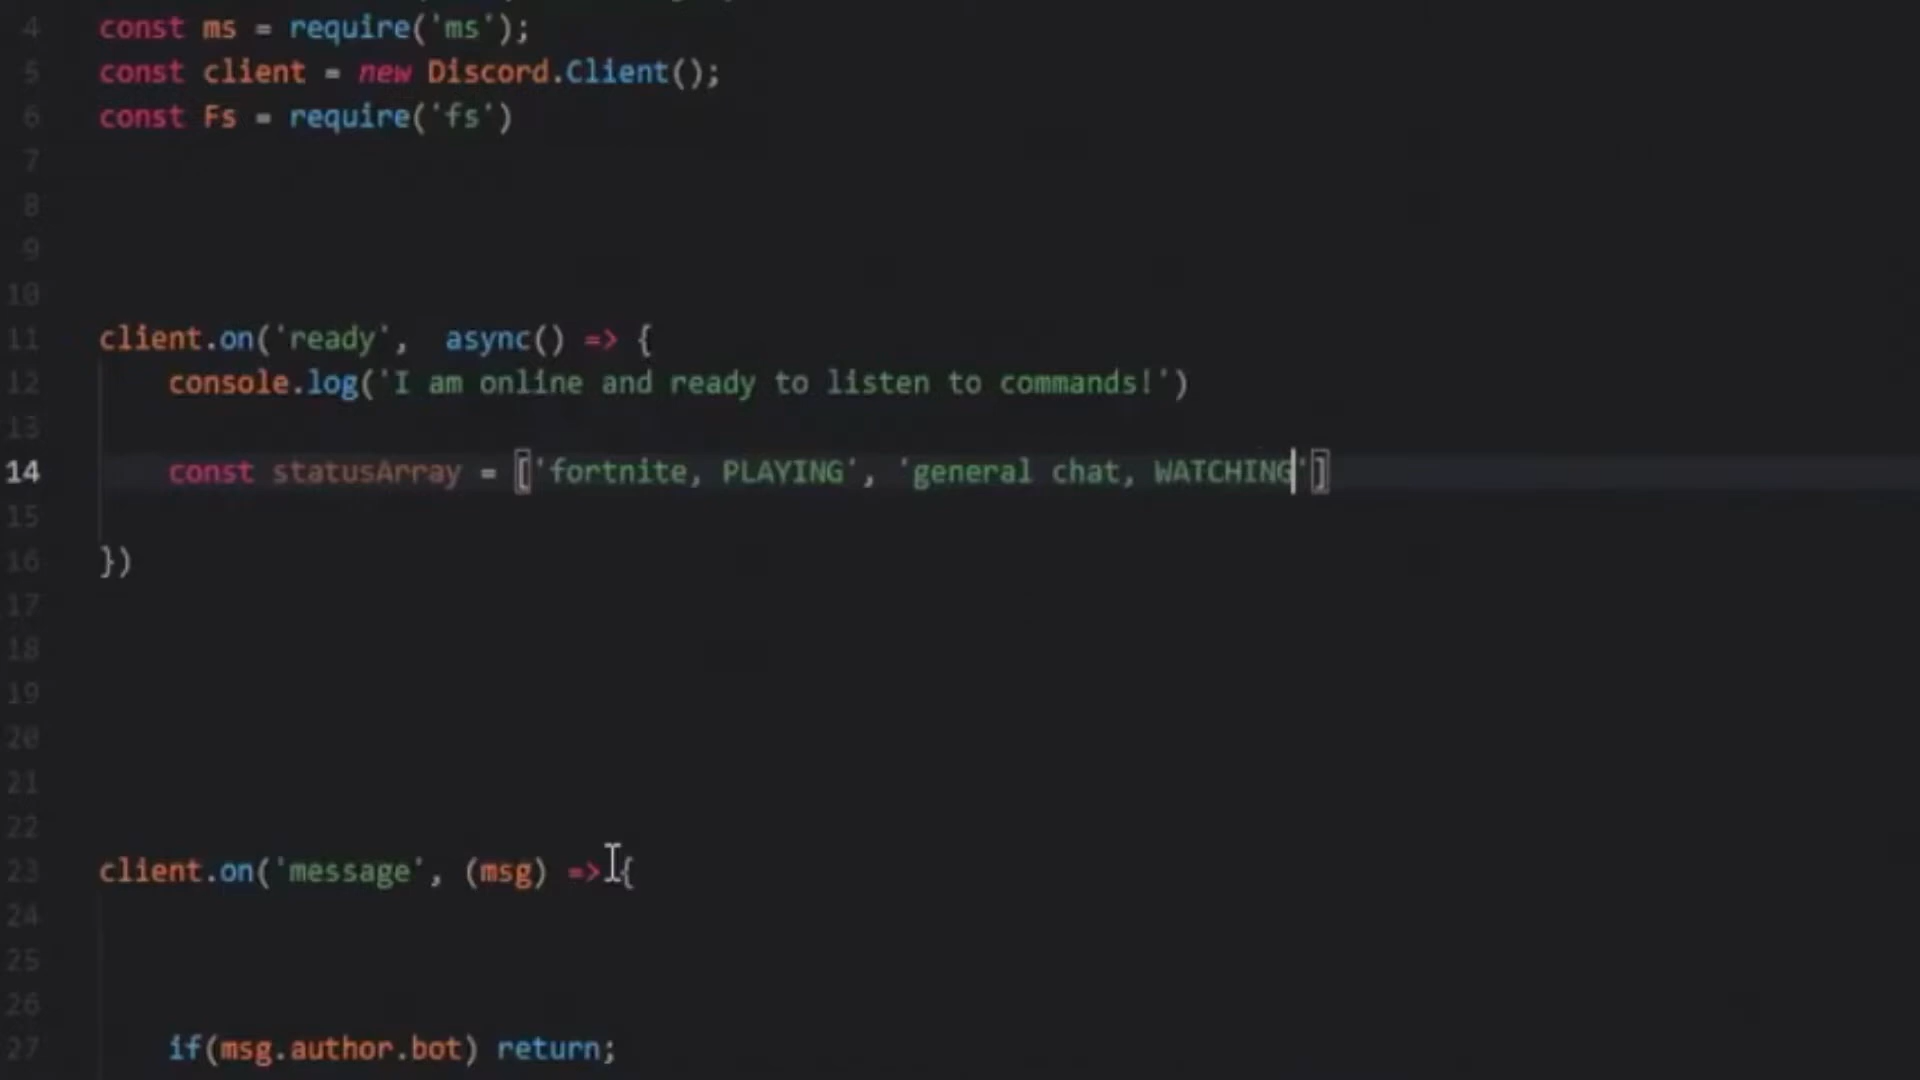 4 const ms = require('ms');
5 const client = new Discord.Client();
6 const Fs = require('fs')
7
8
9
10
11 client.on('ready',  async() => {
12 console.log('I am online and ready to listen to commands!')
13
14 const statusArray = ['fortnite, PLAYING', 'general chat, WATCHING']
15
16 })
17
18
19
20
21
22
23 client.on('message', (msg) => {
24
25
26
27 if(msg.author.bot) return;